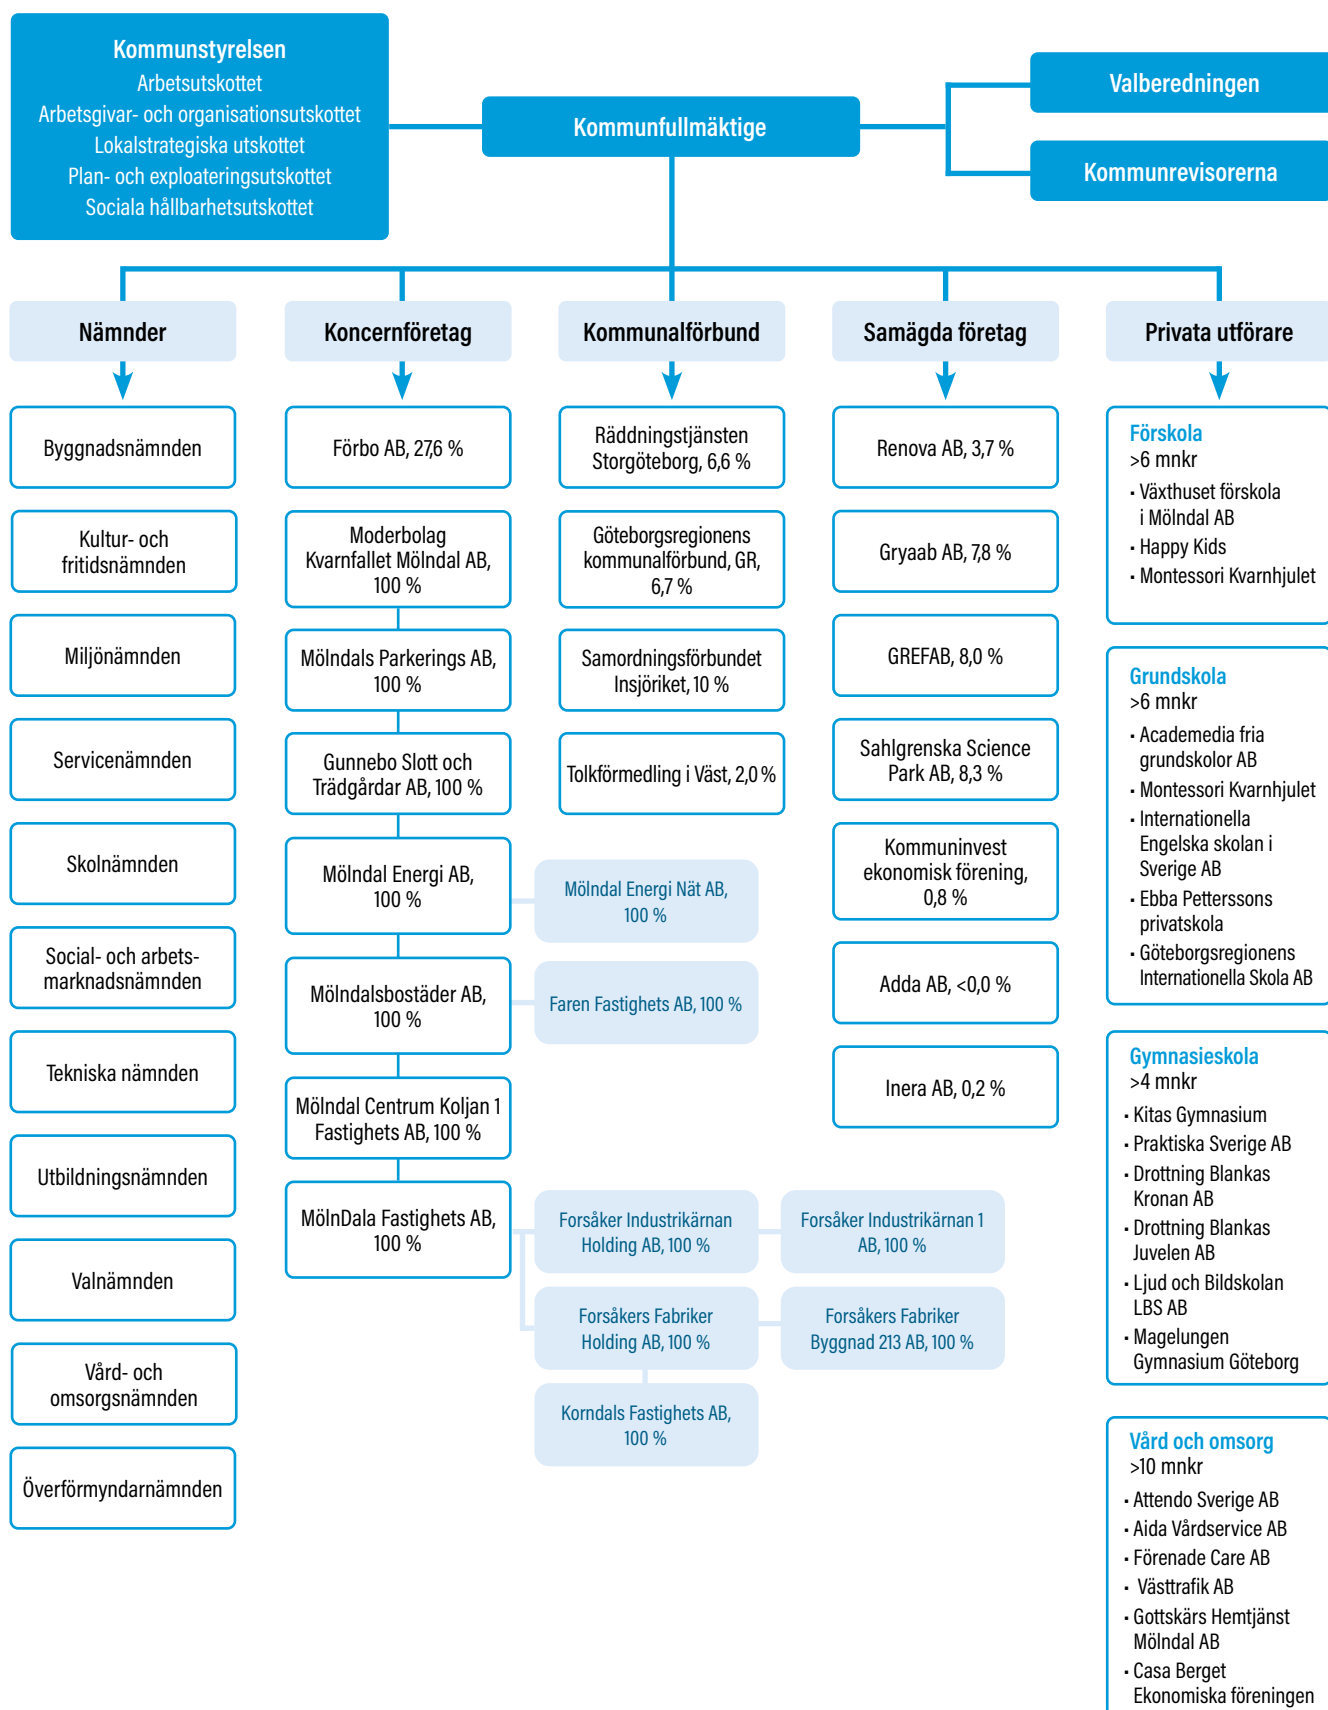 Kommunstyrelsen
Arbetsutskottet
Arbetsgivar- och organisationsutskottet
Lokalstrategiska utskottet
Plan- och exploateringsutskottet
Sociala hållbarhetsutskottet
Kommunfullmäktige
Valberedningen
Kommunrevisorerna
Nämnder
Byggnadsnämnden
Kultur- och
fritidsnämnden
Miljönämnden
Servicenämnden
Skolnämnden
Social- och arbets-
marknadsnämnden
Tekniska nämnden
Utbildningsnämnden
Valnämnden
Vård- och
omsorgsnämnden
Överförmyndarnämnden
Koncernföretag
Förbo AB, 27,6 %
Moderbolag
Kvarnfallet Mölndal AB,
100 %
Mölndals Parkerings AB,
100 %
Gunnebo Slott och
Trädgårdar AB, 100 %
Mölndal Energi AB,
100 %
Mölndal Energi Nät AB,
100 %
Mölndalsbostäder AB,
100 %
Faren Fastighets AB, 100 %
Mölndal Centrum Koljan 1
Fastighets AB, 100 %
MölnDala Fastighets AB,
100 %
Forsåker Industrikärnan
Holding AB, 100 %
Forsåker Industrikärnan 1
AB, 100 %
Forsåkers Fabriker
Holding AB, 100 %
Forsåkers Fabriker
Byggnad 213 AB, 100 %
Korndals Fastighets AB,
100 %
Kommunalförbund
Räddningstjänsten
Storgöteborg, 6,6 %
Göteborgsregionens
kommunalförbund, GR,
6,7 %
Samordningsförbundet
Insjöriket, 10 %
Tolkförmedling i Väst, 2,0 %
Samägda företag
Renova AB, 3,7 %
Gryaab AB, 7,8 %
GREFAB, 8,0 %
Sahlgrenska Science
Park AB, 8,3 %
Kommuninvest
ekonomisk förening,
0,8 %
Adda AB, <0,0 %
Inera AB, 0,2 %
Privata utförare
Förskola
>6 mnkr
▪ Växthuset förskola
i Mölndal AB
▪ Happy Kids
▪ Montessori Kvarnhjulet
Grundskola
>6 mnkr
▪ Academedia fria
grundskolor AB
▪ Montessori Kvarnhjulet
▪ Internationella
Engelska skolan i
Sverige AB
▪ Ebba Petterssons
privatskola
▪ Göteborgsregionens
Internationella Skola AB
Gymnasieskola
>4 mnkr
▪ Kitas Gymnasium
▪ Praktiska Sverige AB
▪ Drottning Blankas
Kronan AB
▪ Drottning Blankas
Juvelen AB
▪ Ljud och Bildskolan
LBS AB
▪ Magelungen
Gymnasium Göteborg
Vård och omsorg
>10 mnkr
▪ Attendo Sverige AB
▪ Aida Vårdservice AB
▪ Förenade Care AB
▪ Västtrafik AB
▪ Gottskärs Hemtjänst
Mölndal AB
▪ Casa Berget
Ekonomiska föreningen